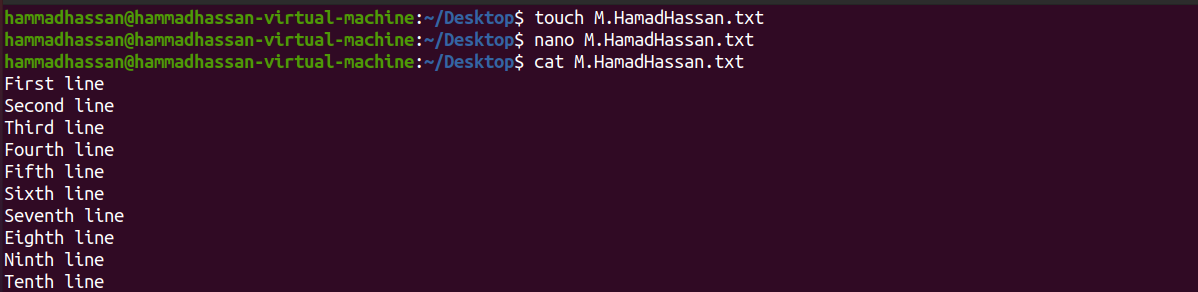 hammadhassan@hammadhassan-virtual-machine:~/Desktop$ touch M.HamadHassan.txt
hammadhassan@hammadhassan-virtual-machine:~/Desktop$ nano M.HamadHassan.txt
hammadhassan@hammadhassan-virtual-machine:~/Desktop$ cat M.HamadHassan.txt
First line
Second line
Third line
Fourth line
Fifth line
Sixth line
Seventh line
Eighth line
Ninth line
Tenth line